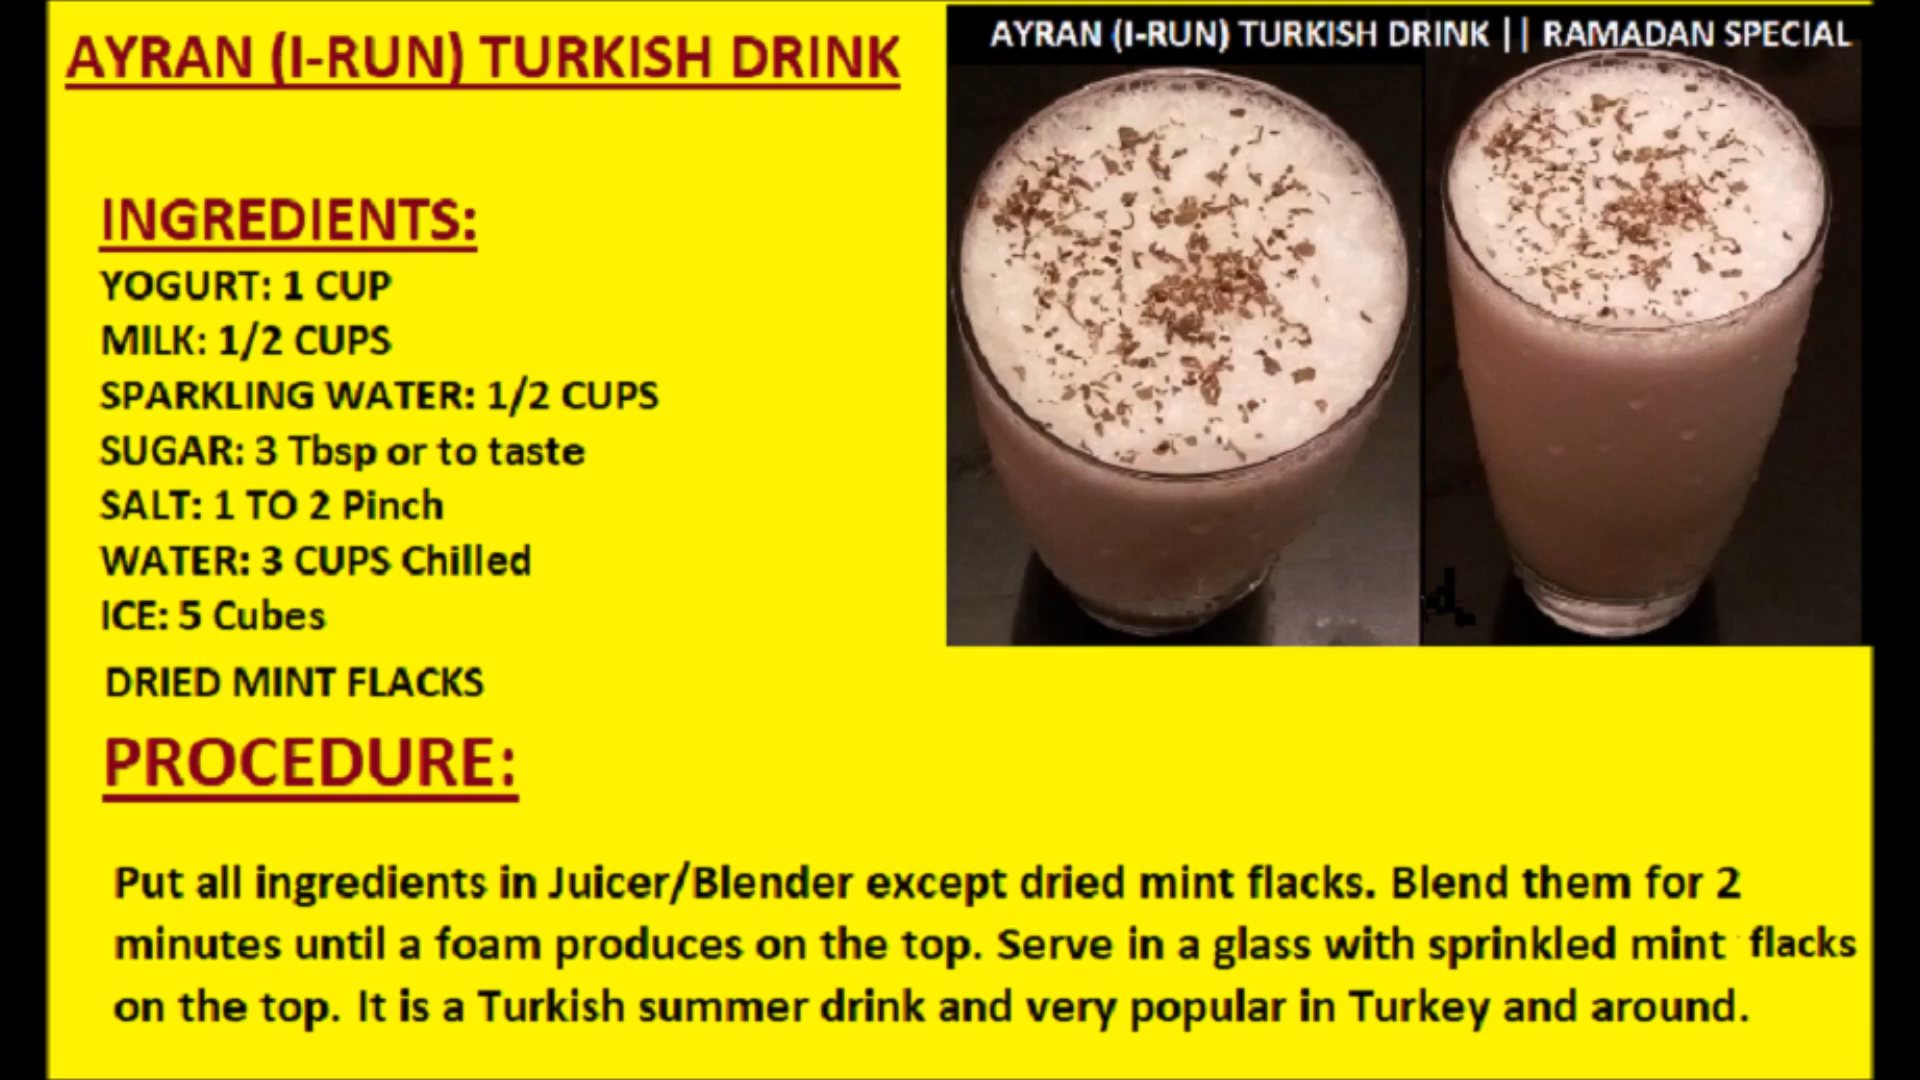 AYRAN (I-RUN) TURKISH DRINK
AYRAN (I-RUN) TURKISH DRINK || RAMADAN SPECIAL
INGREDIENTS:
YOGURT: 1 CUP
MILK: 1/2 CUPS
SPARKLING WATER: 1/2 CUPS
SUGAR: 3 Tbsp or to taste
SALT: 1 TO 2 Pinch
WATER: 3 CUPS Chilled
ICE: 5 Cubes
DRIED MINT FLACKS
PROCEDURE:
Put all ingredients in Juicer/Blender except dried mint flacks. Blend them for 2
minutes until a foam produces on the top. Serve in a glass with sprinkled mint flacks
on the top. It is a Turkish summer drink and very popular in Turkey and around.